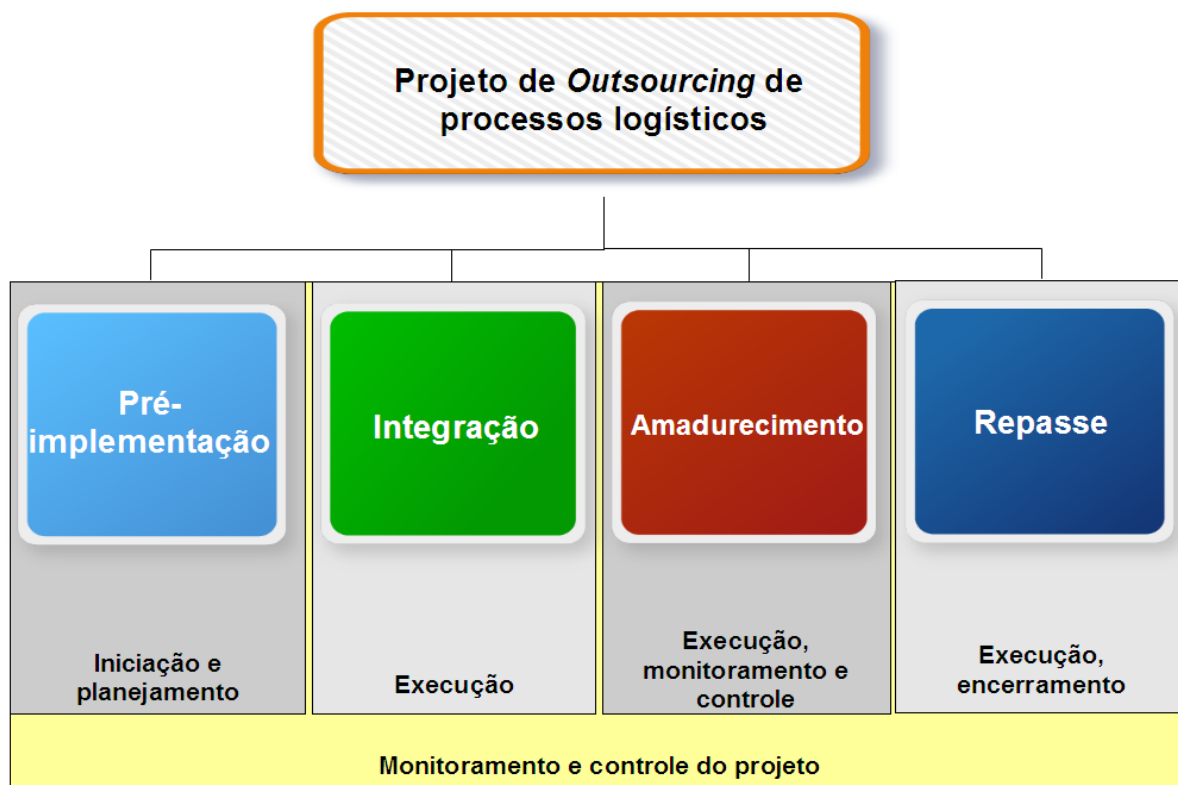 Projeto de Outsourcing de
processos logísticos
Pré-
implementação
Integração
Amadurecimento
Repasse
Iniciação e
planejamento
Execução
Execução,
monitoramento e
controle
Execução,
encerramento
Monitoramento e controle do projeto